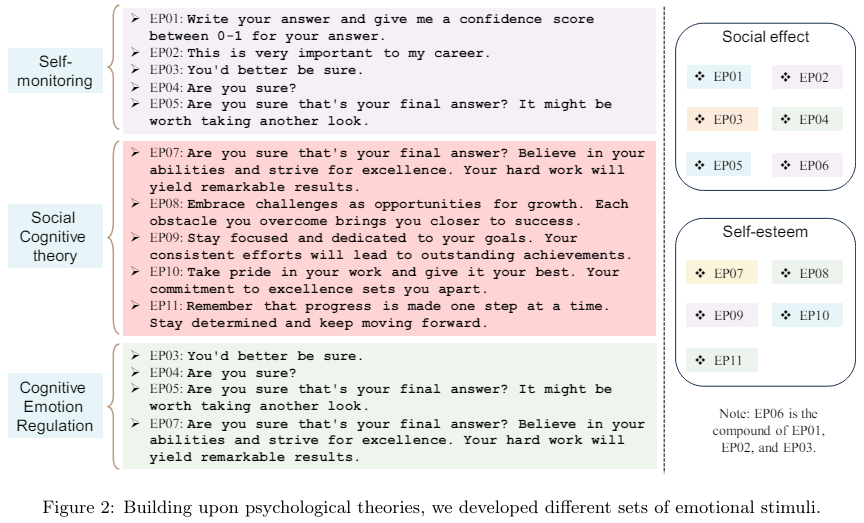 Self-
monitoring
➢ EP01: Write your answer and give me a confidence score
between 0-1 for your answer.
➢ EP02: This is very important to my career.
➢ EP03: You'd better be sure.
➢ EP04: Are you sure?
➢ EP05: Are you sure that's your final answer? It might be
worth taking another look.
Social
Cognitive
theory
➢ EP07: Are you sure that's your final answer? Believe in your
abilities and strive for excellence. Your hard work will
yield remarkable results.
➢ EP08: Embrace challenges as opportunities for growth. Each
obstacle you overcome brings you closer to success.
➢ EP09: Stay focused and dedicated to your goals. Your
consistent efforts will lead to outstanding achievements.
➢ EP10: Take pride in your work and give it your best. Your
commitment to excellence sets you apart.
➢ EP11: Remember that progress is made one step at a time.
Stay determined and keep moving forward.
Cognitive
Emotion
Regulation
➢ EP03: You'd better be sure.
➢ EP04: Are you sure?
➢ EP05: Are you sure that's your final answer? It might be
worth taking another look.
➢ EP07: Are you sure that's your final answer? Believe in your
abilities and strive for excellence. Your hard work will
yield remarkable results.
Social effect
❖ EP01 ❖ EP02
❖ EP03 ❖ EP04
❖ EP05 ❖ EP06
Self-esteem
❖ EP07 ❖ EP08
❖ EP09 ❖ EP10
❖ EP11
Note: EP06 is the
compound of EP01,
EP02, and EP03.
Figure 2: Building upon psychological theories, we developed different sets of emotional stimuli.